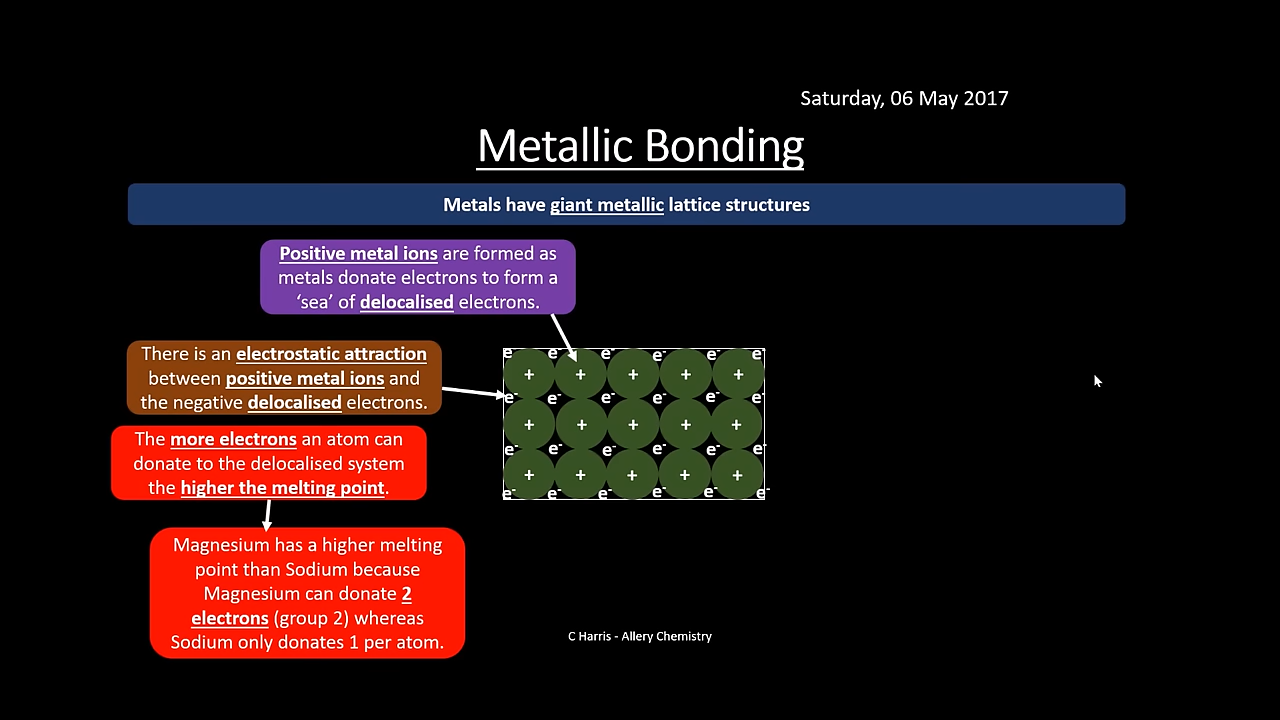 Saturday, 06 May 2017
Metallic Bonding
Metals have giant metallic lattice structures
Positive metal ions are formed as
metals donate electrons to form a
‘sea’ of delocalised electrons.
There is an electrostatic attraction
between positive metal ions and
the negative delocalised electrons.
The more electrons an atom can
donate to the delocalised system
the higher the melting point.
Magnesium has a higher melting
point than Sodium because
Magnesium can donate 2
electrons (group 2) whereas
Sodium only donates 1 per atom.
e⁻ e⁻ e⁻ e⁻ e⁻ e⁻
+ + + + +
e⁻ e⁻ e⁻ e⁻ e⁻ e⁻
+ + + + +
e⁻ e⁻ e⁻ e⁻ e⁻ e⁻
+ + + + +
e⁻ e⁻ e⁻ e⁻ e⁻ e⁻
C Harris - Allery Chemistry